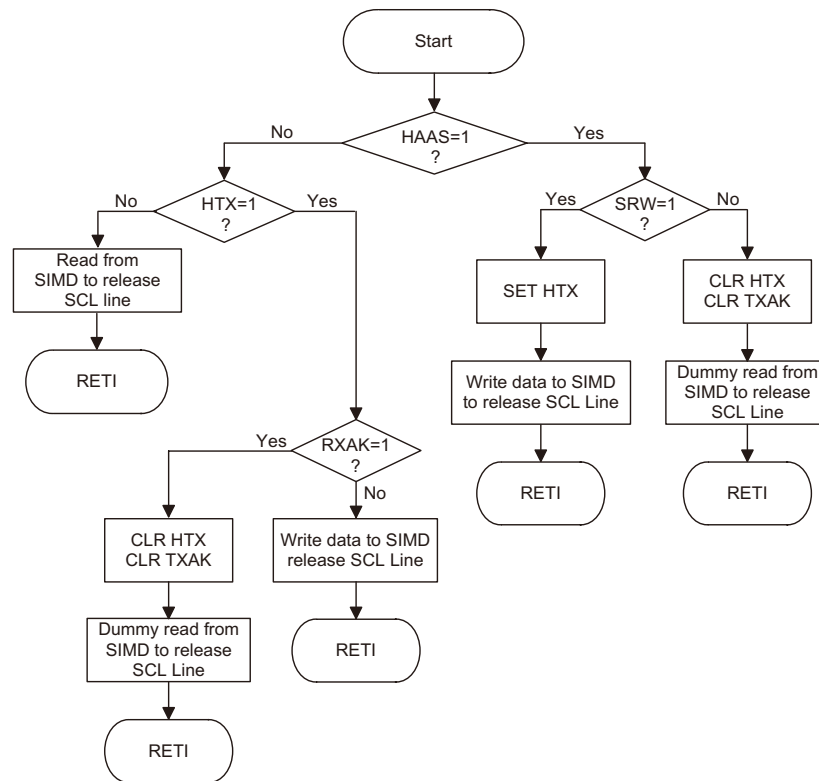 Start
HAAS=1
?
No
Yes
HTX=1
?
No
Yes
SRW=1
?
Yes
No
Read from
SIMD to release
SCL line
RETI
SET HTX
Write data to SIMD
to release SCL Line
RETI
CLR HTX
CLR TXAK
Dummy read from
SIMD to release
SCL Line
RETI
RXAK=1
?
Yes
No
CLR HTX
CLR TXAK
Dummy read from
SIMD to release
SCL Line
RETI
Write data to SIMD
release SCL Line
RETI